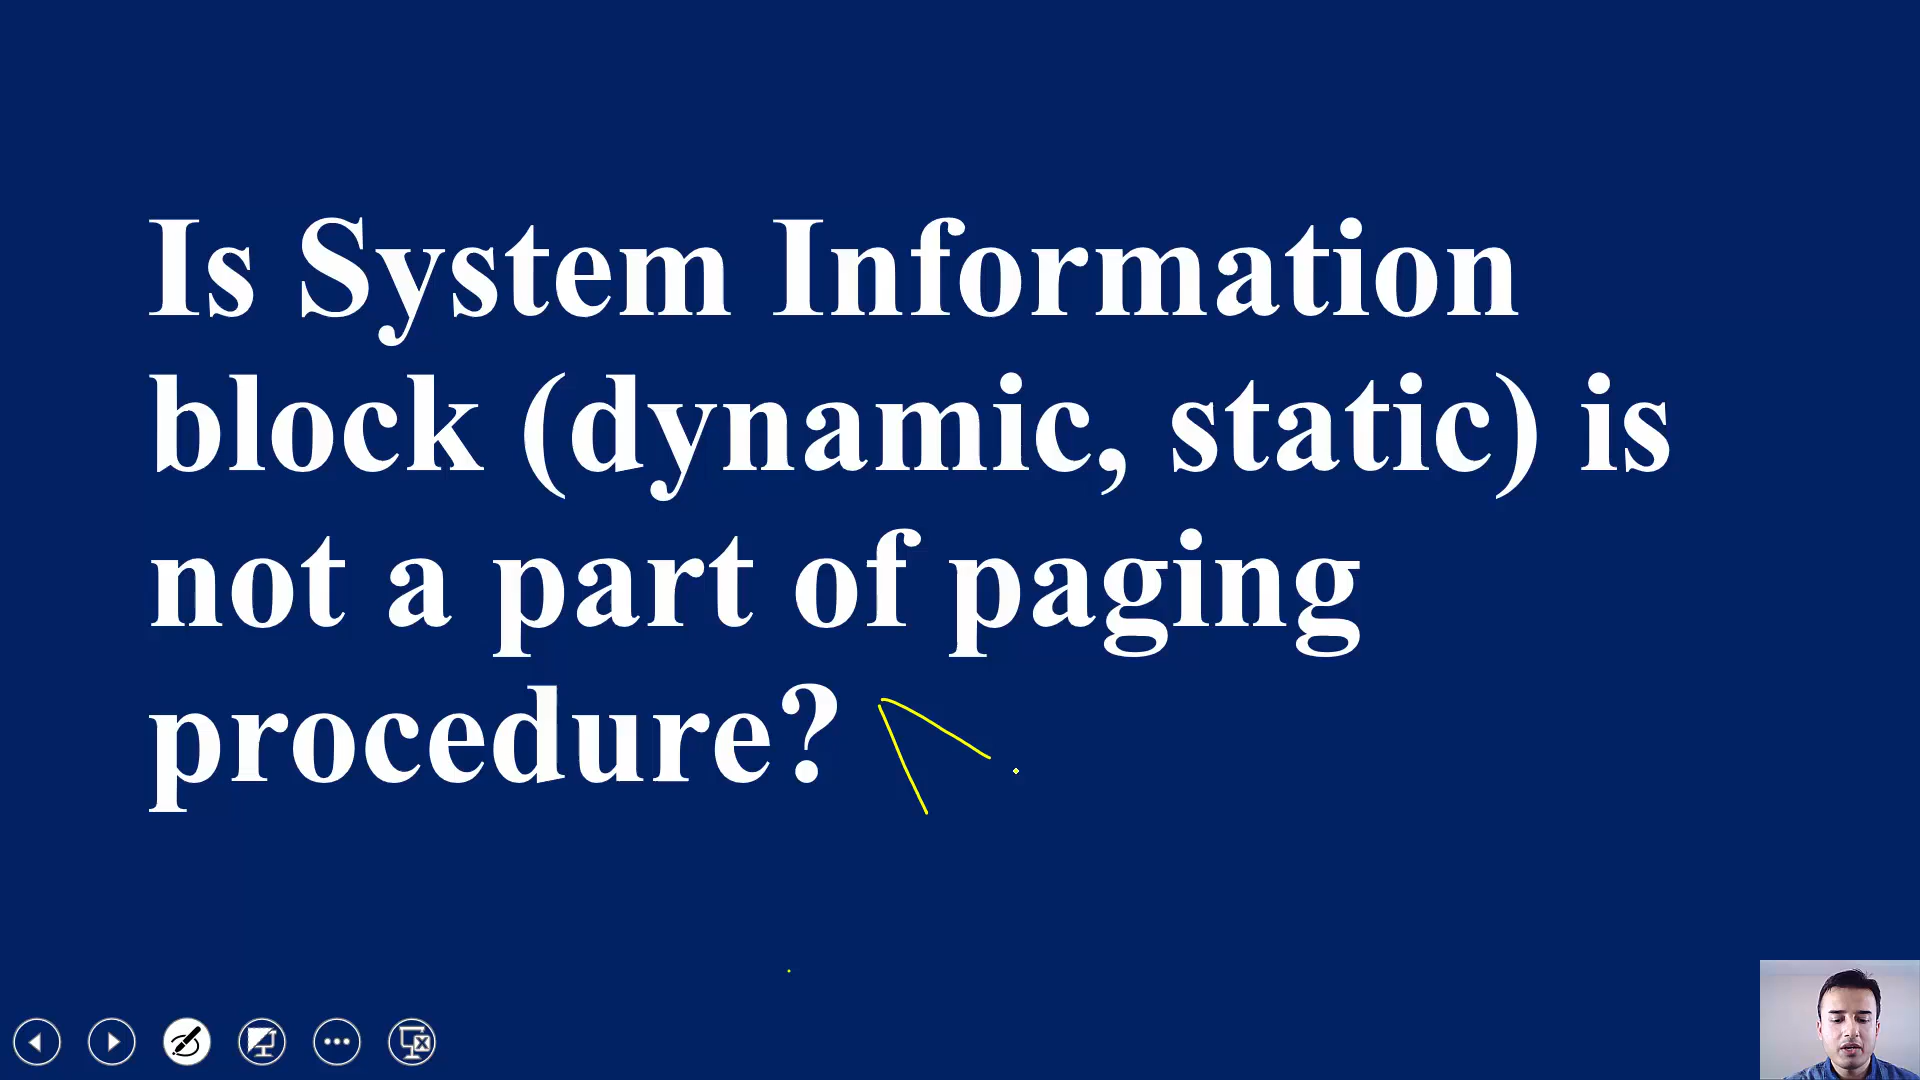 Is System Information
block (dynamic, static) is
not a part of paging
procedure?